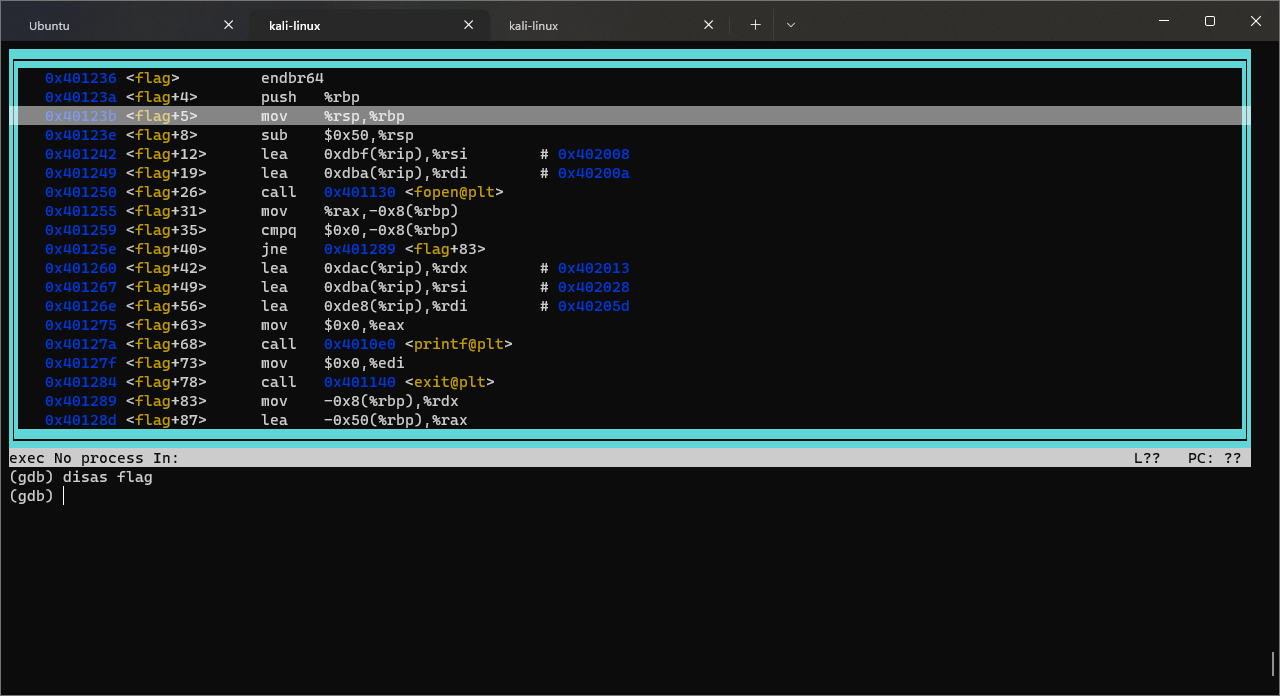 Ubuntu kali-linux kali-linux
0x401236 <flag> endbr64
0x40123a <flag+4> push %rbp
0x40123b <flag+5> mov %rsp,%rbp
0x40123e <flag+8> sub $0x50,%rsp
0x401242 <flag+12> lea 0xdbf(%rip),%rsi # 0x402008
0x401249 <flag+19> lea 0xdba(%rip),%rdi # 0x40200a
0x401250 <flag+26> call 0x401130 <fopen@plt>
0x401255 <flag+31> mov %rax,-0x8(%rbp)
0x401259 <flag+35> cmpq $0x0,-0x8(%rbp)
0x40125e <flag+40> jne 0x401289 <flag+83>
0x401260 <flag+42> lea 0xdac(%rip),%rdx # 0x402013
0x401267 <flag+49> lea 0xdba(%rip),%rsi # 0x402028
0x40126e <flag+56> lea 0xde8(%rip),%rdi # 0x40205d
0x401275 <flag+63> mov $0x0,%eax
0x40127a <flag+68> call 0x4010e0 <printf@plt>
0x40127f <flag+73> mov $0x0,%edi
0x401284 <flag+78> call 0x401140 <exit@plt>
0x401289 <flag+83> mov -0x8(%rbp),%rdx
0x40128d <flag+87> lea -0x50(%rbp),%rax
exec No process In: L?? PC: ??
(gdb) disas flag
(gdb)